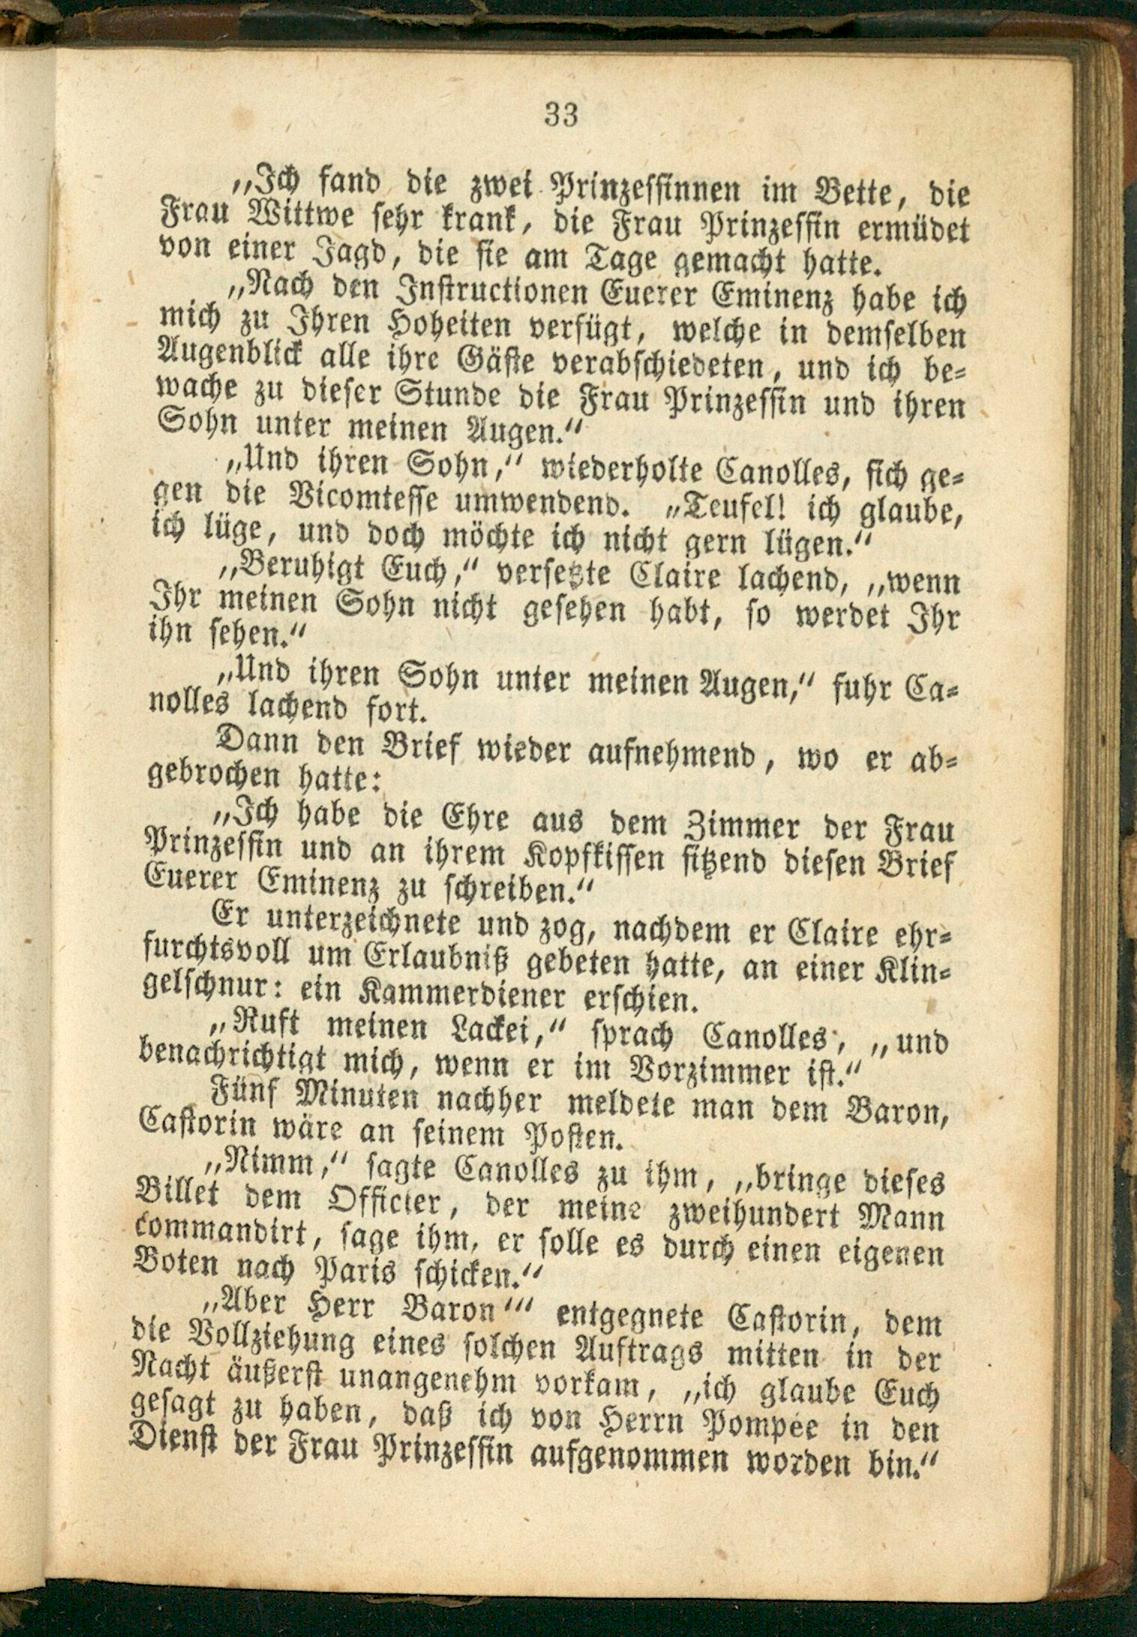 33
„Ich fand die zwei Prinzessinnen im Bette, die
Frau Wittwe sehr krank, die Frau Prinzessin ermüdet
von einer Jagd, die sie am Tage gemacht hatte.
„Nach den Instructionen Euerer Eminenz habe ich
mich zu Ihren Hoheiten verfügt, welche in demselben
Augenblick alle ihre Gäste verabschiedeten, und ich be-
wache zu dieser Stunde die Frau Prinzessin und ihren
Sohn unter meinen Augen.“
„Und ihren Sohn,“ wiederholte Canolles, sich ge-
gen die Vicomtesse umwendend. „Teufel! ich glaube,
ich lüge, und doch möchte ich nicht gern lügen.“
„Beruhigt Euch,“ versetzte Claire lachend, „wenn
Ihr meinen Sohn nicht gesehen habt, so werdet Ihr
ihn sehen.“
„Und ihren Sohn unter meinen Augen,“ fuhr Ca-
nolles lachend fort.
Dann den Brief wieder aufnehmend, wo er ab-
gebrochen hatte:
„Ich habe die Ehre aus dem Zimmer der Frau
Prinzessin und an ihrem Kopfkissen sitzend diesen Brief
Euerer Eminenz zu schreiben.“
Er unterzeichnete und zog, nachdem er Claire ehr-
furchtsvoll um Erlaubniß gebeten hatte, an einer Klin-
gelschnur: ein Kammerdiener erschien.
„Ruft meinen Lackei,“ sprach Canolles, „und
benachrichtigt mich, wenn er im Vorzimmer ist.“
Fünf Minuten nachher meldete man dem Baron,
Castorin wäre an seinem Posten.
„Nimm,“ sagte Canolles zu ihm, „bringe dieses
Billet dem Officier, der meine zweihundert Mann
commandirt, sage ihm, er solle es durch einen eigenen
Boten nach Paris schicken.“
„Aber Herr Baron“‘ entgegnete Castorin, dem
die Vollziehung eines solchen Auftrags mitten in der
Nacht äußerst unangenehm vorkam, „ich glaube Euch
gesagt zu haben, daß ich von Herrn Pompée in den
Dienst der Frau Prinzessin aufgenommen worden bin.“